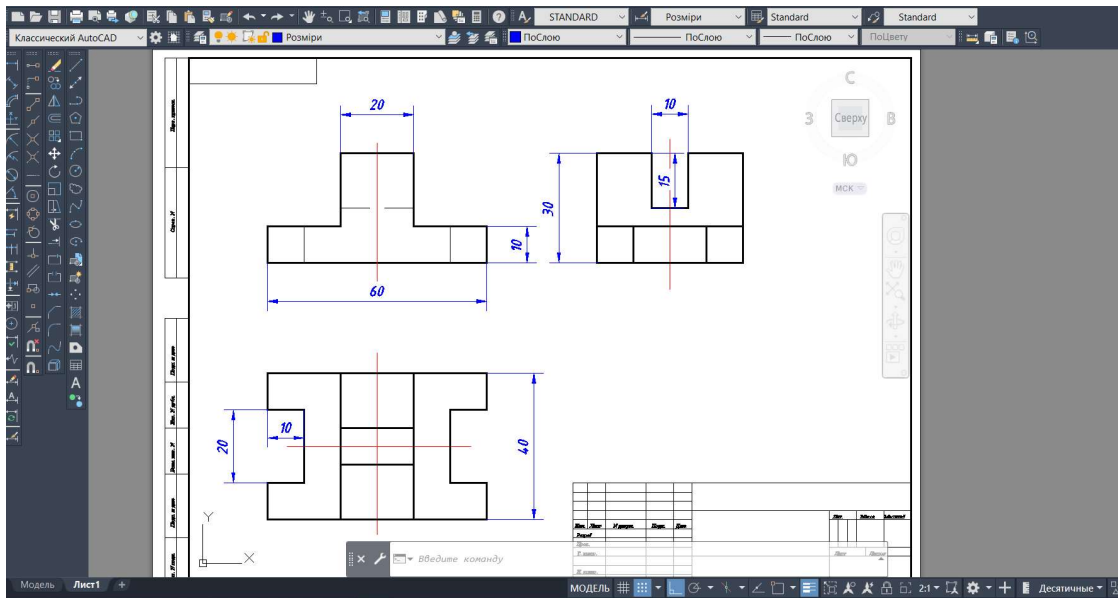 STANDARD
Розміри
Standard
Standard
Классический AutoCAD
Розміри
ПоСлою
ПоСлою
ПоСлою
ПоЦвету
С
З
Сверху
В
Ю
МСК
20
10
30
15
10
60
20
10
40
Y
X
Введите команду
A
A
Модель
Лист1
+
МОДЕЛЬ
2:1
Десятичные